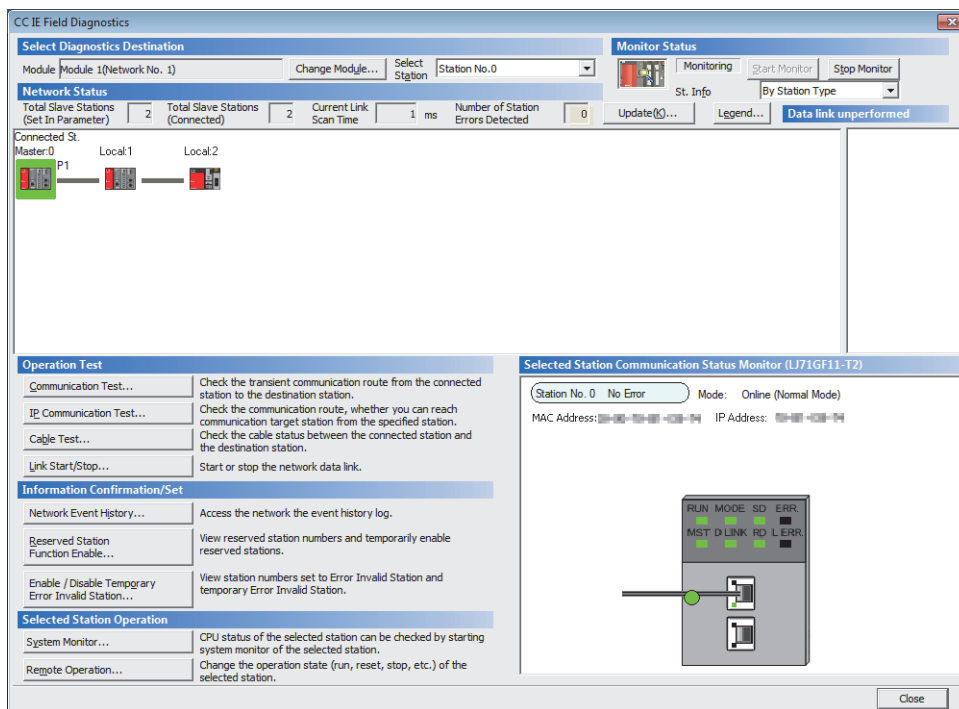 CC IE Field Diagnostics
Select Diagnostics Destination
Module Module 1(Network No. 1) Change Module... Select Station Station No.0
Monitor Status
Monitoring Start Monitor Stop Monitor
St. Info By Station Type
Network Status
Total Slave Stations (Set In Parameter) 2 Total Slave Stations (Connected) 2 Current Link Scan Time 1 ms Number of Station Errors Detected 0
Update(K)... Legend... Data link unperformed
Connected St.
Master:0 Local:1 Local:2
P1
Operation Test
Communication Test... Check the transient communication route from the connected
station to the destination station.
IP Communication Test... Check the communication route, whether you can reach
communication target station from the specified station.
Cable Test... Check the cable status between the connected station and
the destination station.
Link Start/Stop... Start or stop the network data link.
Information Confirmation/Set
Network Event History... Access the network the event history log.
Reserved Station
Function Enable...
View reserved station numbers and temporarily enable
reserved stations.
Enable / Disable Temporary
Error Invalid Station...
View station numbers set to Error Invalid Station and
temporary Error Invalid Station.
Selected Station Operation
System Monitor... CPU status of the selected station can be checked by starting
system monitor of the selected station.
Remote Operation... Change the operation state (run, reset, stop, etc.) of the
selected station.
Selected Station Communication Status Monitor (LJ71GF11-T2)
Station No. 0 No Error Mode: Online (Normal Mode)
MAC Address: IP Address:
RUN MODE SD ERR.
MST D LINK RD L ERR.
Close